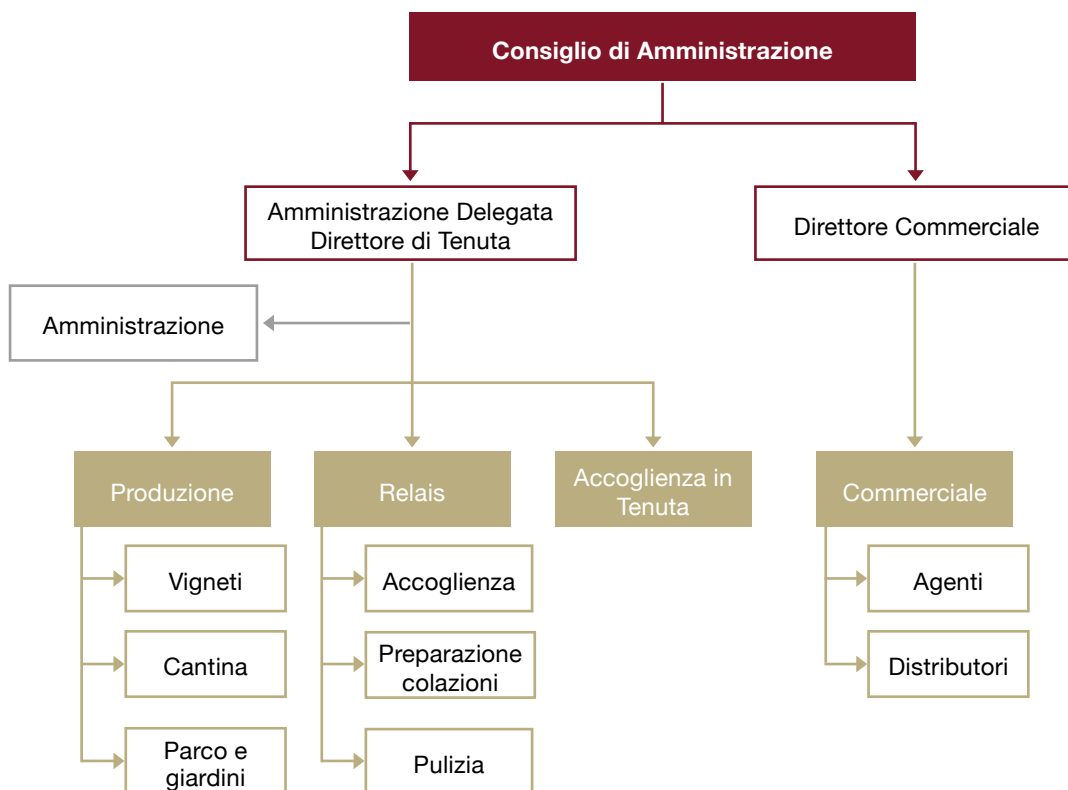 Consiglio di Amministrazione
Amministrazione Delegata
Direttore di Tenuta
Direttore Commerciale
Amministrazione
Produzione
Relais
Accoglienza in
Tenuta
Commerciale
Vigneti
Accoglienza
Agenti
Cantina
Preparazione
colazioni
Distributori
Parco e
giardini
Pulizia